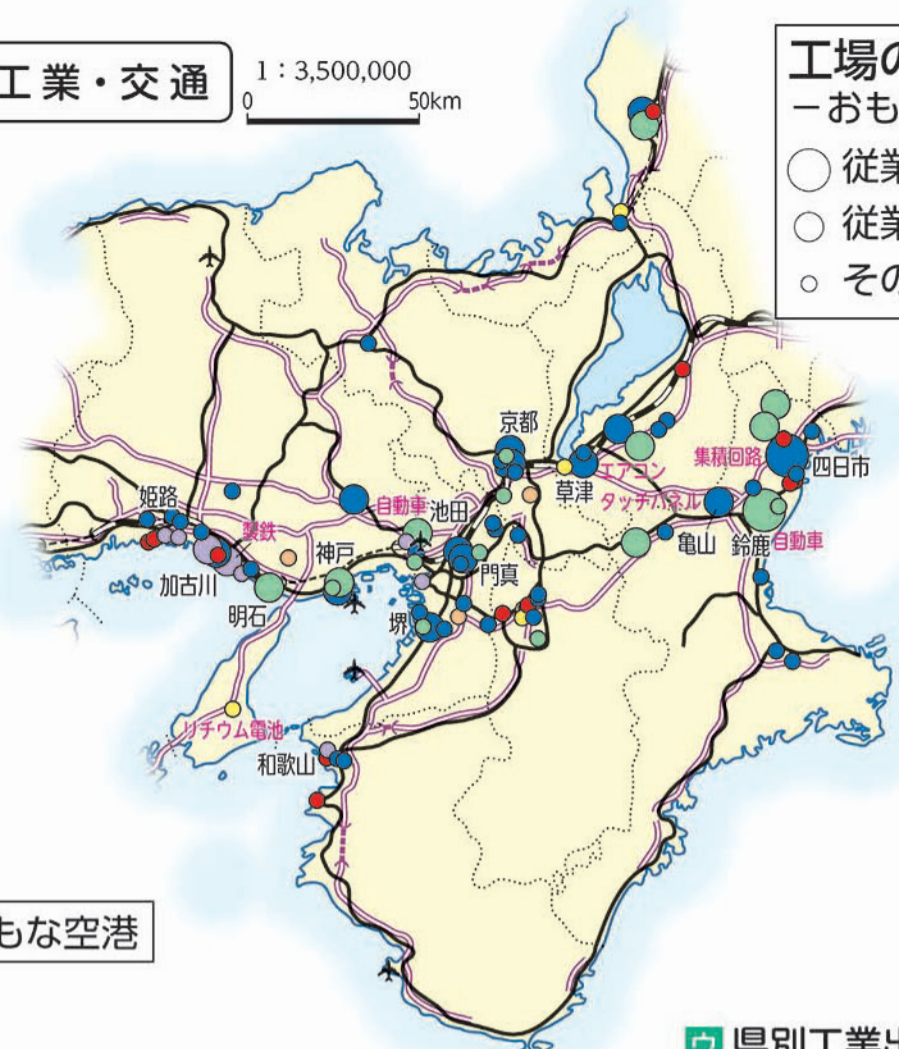 工業・交通
1：3,500,000
0 50km
工場の
－おも
従業
従業
その
京都
草津
エアコン
タッチパネル
集積回路
四日市
亀山
鈴鹿
自動車
姫路
製鉄
自動車
池田
神戸
門真
加古川
明石
堺
リチウム電池
和歌山
もな空港
県別工業出